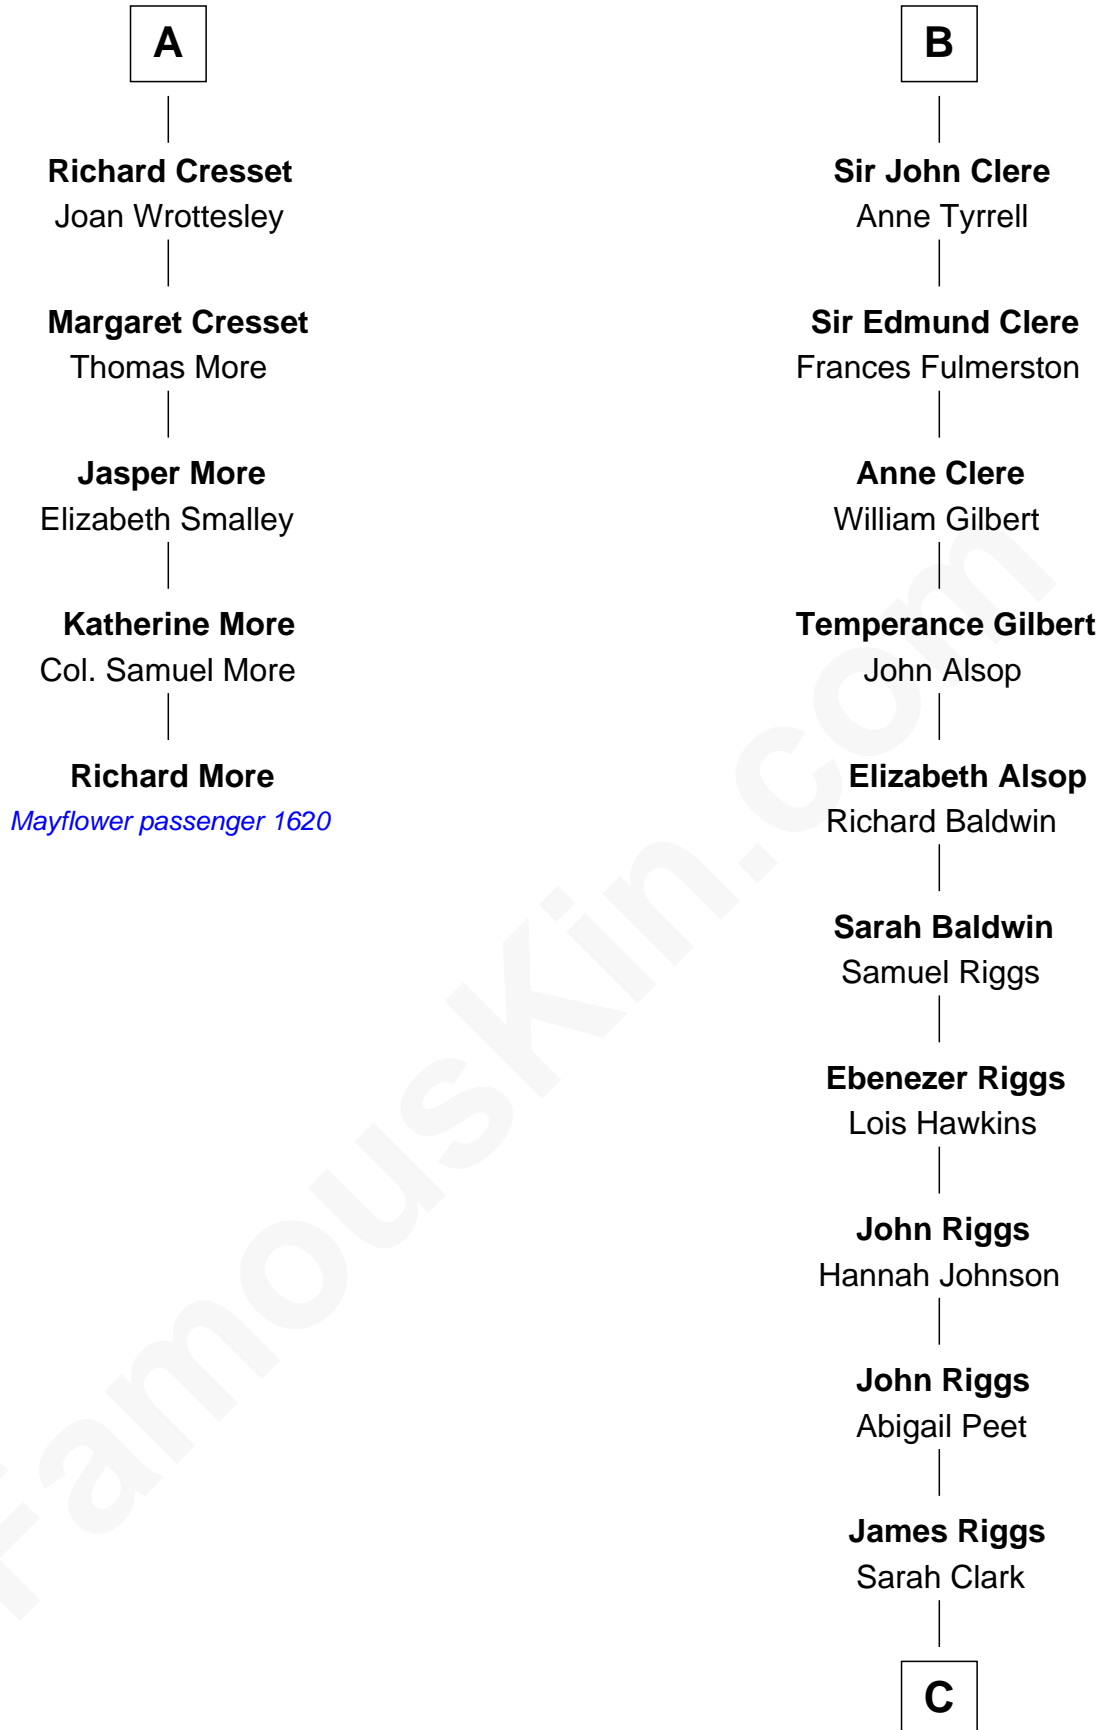 A
Richard Cresset
Joan Wrottesley
Margaret Cresset
Thomas More
Jasper More
Elizabeth Smalley
Katherine More
Col. Samuel More
Richard More
Mayflower passenger 1620
B
Sir John Clere
Anne Tyrrell
Sir Edmund Clere
Frances Fulmerston
Anne Clere
William Gilbert
Temperance Gilbert
John Alsop
Elizabeth Alsop
Richard Baldwin
Sarah Baldwin
Samuel Riggs
Ebenezer Riggs
Lois Hawkins
John Riggs
Hannah Johnson
John Riggs
Abigail Peet
James Riggs
Sarah Clark
C
FamousKin.com